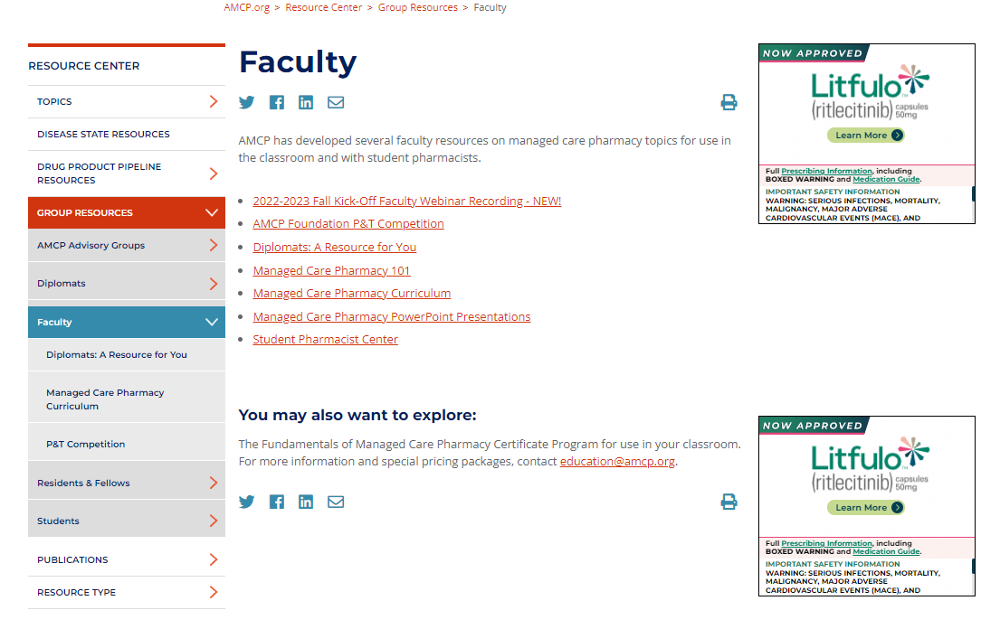 AMCP.org > Resource Center > Group Resources > Faculty
RESOURCE CENTER
TOPICS
DISEASE STATE RESOURCES
DRUG PRODUCT PIPELINE
RESOURCES
GROUP RESOURCES
AMCP Advisory Groups
Diplomats
Faculty
Diplomats: A Resource for You
Managed Care Pharmacy
Curriculum
P&T Competition
Residents & Fellows
Students
PUBLICATIONS
RESOURCE TYPE
Faculty
AMCP has developed several faculty resources on managed care pharmacy topics for use in
the classroom and with student pharmacists.
2022-2023 Fall Kick-Off Faculty Webinar Recording - NEW!
AMCP Foundation P&T Competition
Diplomats: A Resource for You
Managed Care Pharmacy 101
Managed Care Pharmacy Curriculum
Managed Care Pharmacy PowerPoint Presentations
Student Pharmacist Center
You may also want to explore:
The Fundamentals of Managed Care Pharmacy Certificate Program for use in your classroom.
For more information and special pricing packages, contact education@amcp.org.
NOW APPROVED
Litfulo™
(ritlecitinib) capsules 50mg
Learn More
Full Prescribing Information, including
BOXED WARNING and Medication Guide.
IMPORTANT SAFETY INFORMATION
WARNING: SERIOUS INFECTIONS, MORTALITY,
MALIGNANCY, MAJOR ADVERSE
CARDIOVASCULAR EVENTS (MACE), AND
NOW APPROVED
Litfulo™
(ritlecitinib) capsules 50mg
Learn More
Full Prescribing Information, including
BOXED WARNING and Medication Guide.
IMPORTANT SAFETY INFORMATION
WARNING: SERIOUS INFECTIONS, MORTALITY,
MALIGNANCY, MAJOR ADVERSE
CARDIOVASCULAR EVENTS (MACE), AND